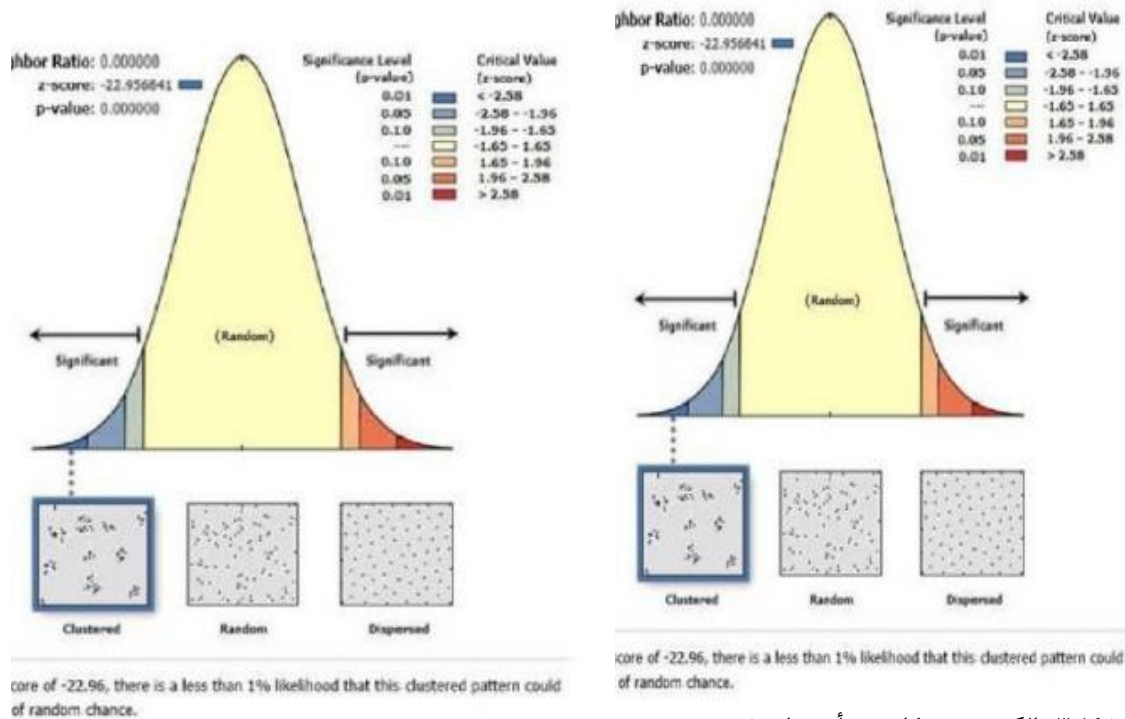 ghbor Ratio: 0.000000
z-score: -22.956841
p-value: 0.000000
Significance Level
(p-value)
0.01
0.05
0.10
---
0.10
0.05
0.01
Critical Value
(z-score)
< -2.58
-2.58 - -1.96
-1.96 - -1.65
-1.65 - 1.65
1.65 - 1.96
1.96 - 2.58
> 2.58
(Random)
Significant
Significant
Clustered
Random
Dispersed
core of -22.96, there is a less than 1% likelihood that this clustered pattern could
of random chance.
ghbor Ratio: 0.000000
z-score: -22.956841
p-value: 0.000000
Significance Level
(p-value)
0.01
0.05
0.10
---
0.10
0.05
0.01
Critical Value
(z-score)
< -2.58
-2.58 - -1.96
-1.96 - -1.65
-1.65 - 1.65
1.65 - 1.96
1.96 - 2.58
> 2.58
(Random)
Significant
Significant
Clustered
Random
Dispersed
core of -22.96, there is a less than 1% likelihood that this clustered pattern could
of random chance.